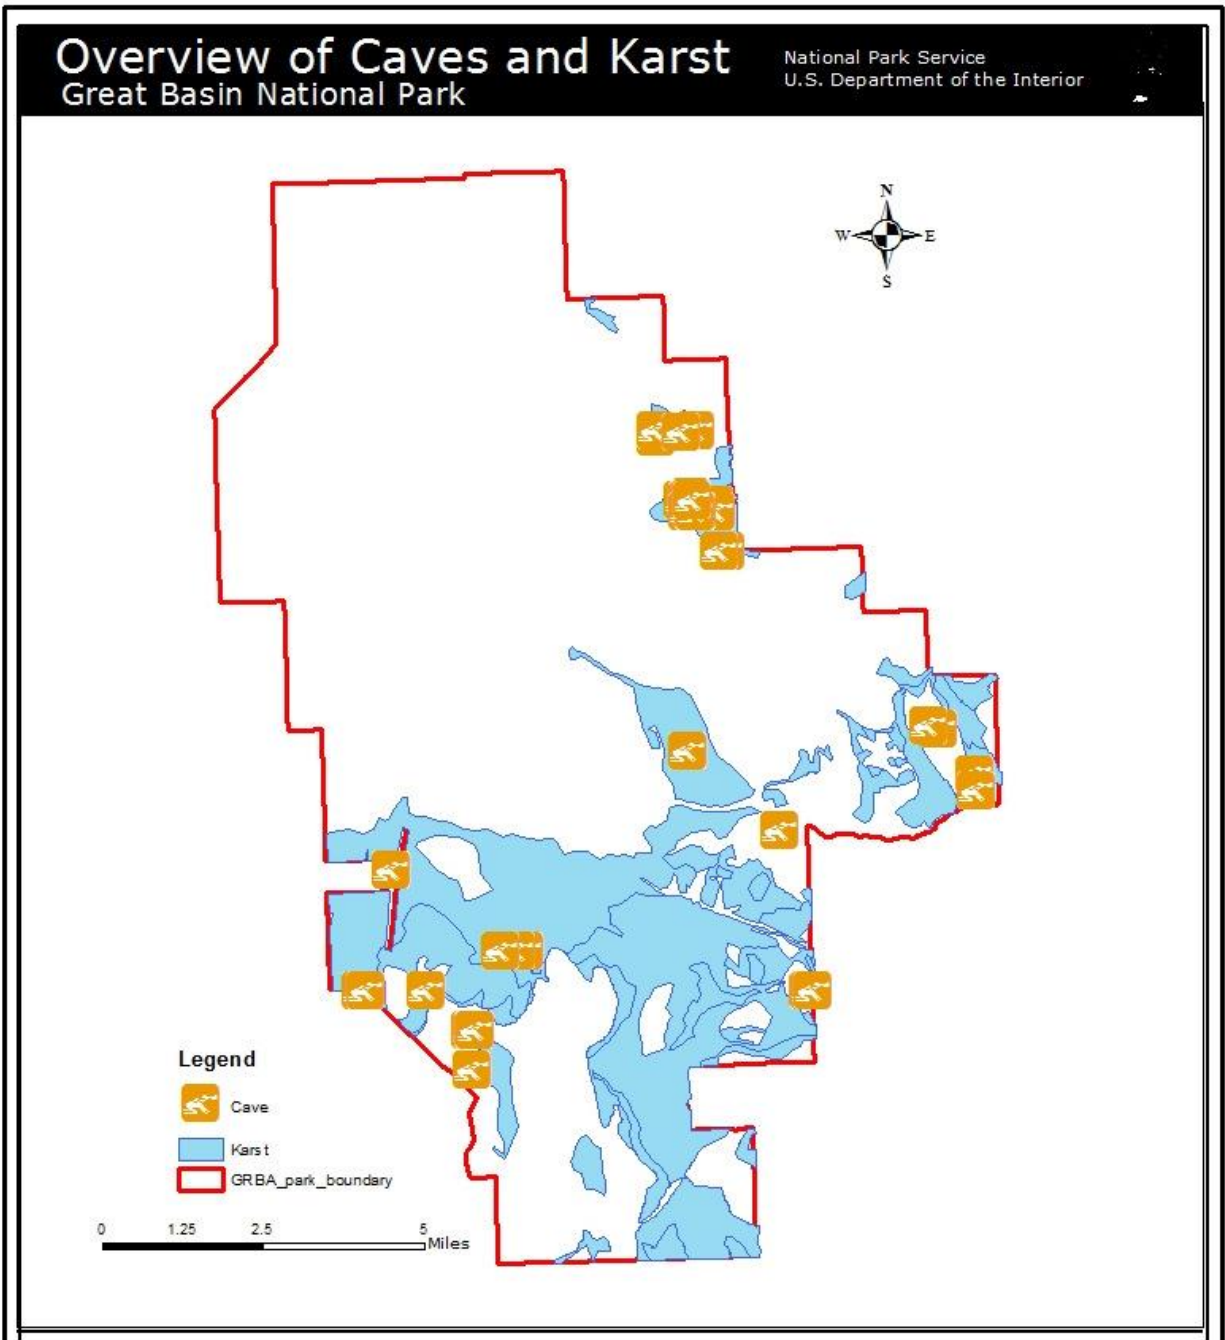 Overview of Caves and Karst
Great Basin National Park
National Park Service
U.S. Department of the Interior
N
W E
S
Legend
Cave
Karst
GRBA_park_boundary
0 1.25 2.5 5
Miles